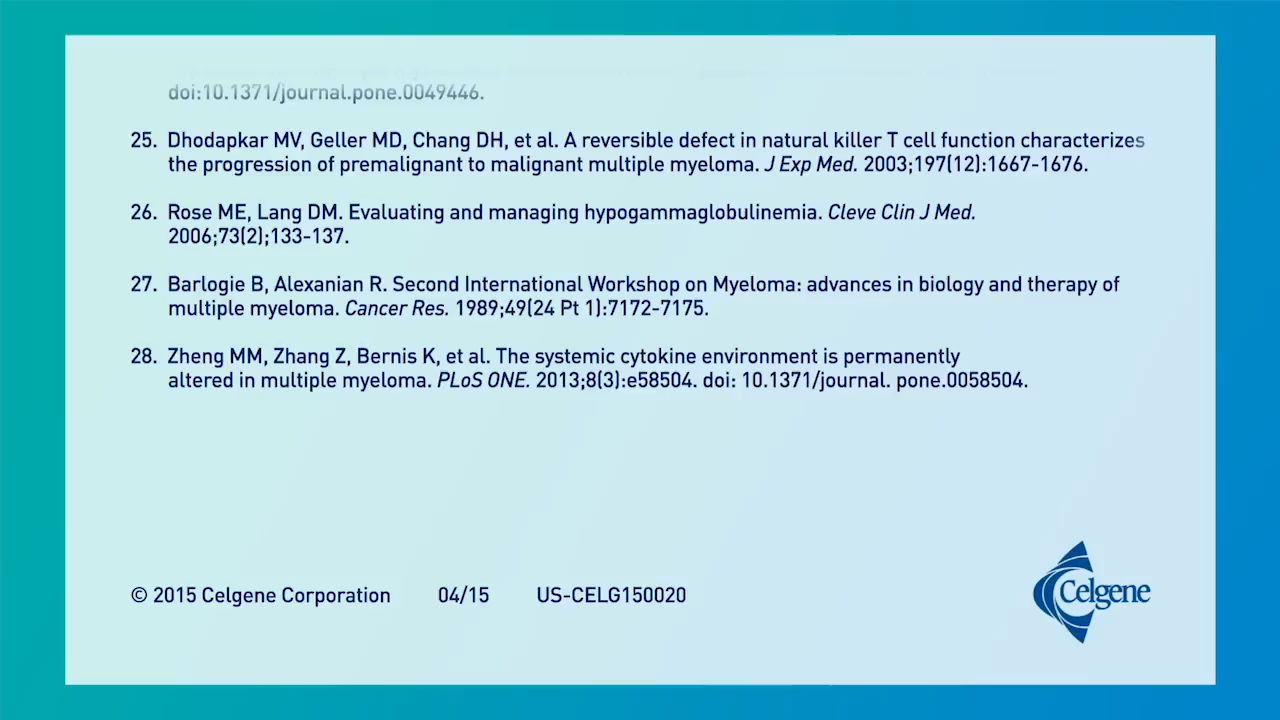 doi:10.1371/journal.pone.0049446.
25. Dhodapkar MV, Geller MD, Chang DH, et al. A reversible defect in natural killer T cell function characterizes
the progression of premalignant to malignant multiple myeloma. J Exp Med. 2003;197(12):1667-1676.
26. Rose ME, Lang DM. Evaluating and managing hypogammaglobulinemia. Cleve Clin J Med.
2006;73(2);133-137.
27. Barlogie B, Alexanian R. Second International Workshop on Myeloma: advances in biology and therapy of
multiple myeloma. Cancer Res. 1989;49(24 Pt 1):7172-7175.
28. Zheng MM, Zhang Z, Bernis K, et al. The systemic cytokine environment is permanently
altered in multiple myeloma. PLoS ONE. 2013;8(3):e58504. doi: 10.1371/journal. pone.0058504.
© 2015 Celgene Corporation 04/15 US-CELG150020
Celgene